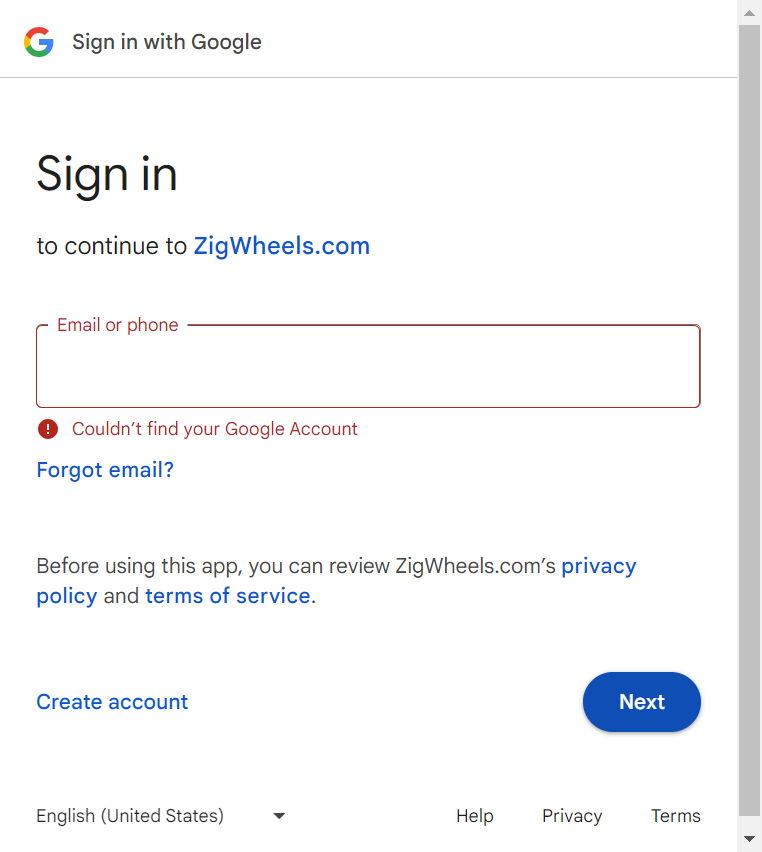 Sign in with Google
Sign in
to continue to ZigWheels.com
Email or phone
Couldn’t find your Google Account
Forgot email?
Before using this app, you can review ZigWheels.com’s privacy
policy and terms of service.
Create account
Next
English (United States)
Help
Privacy
Terms